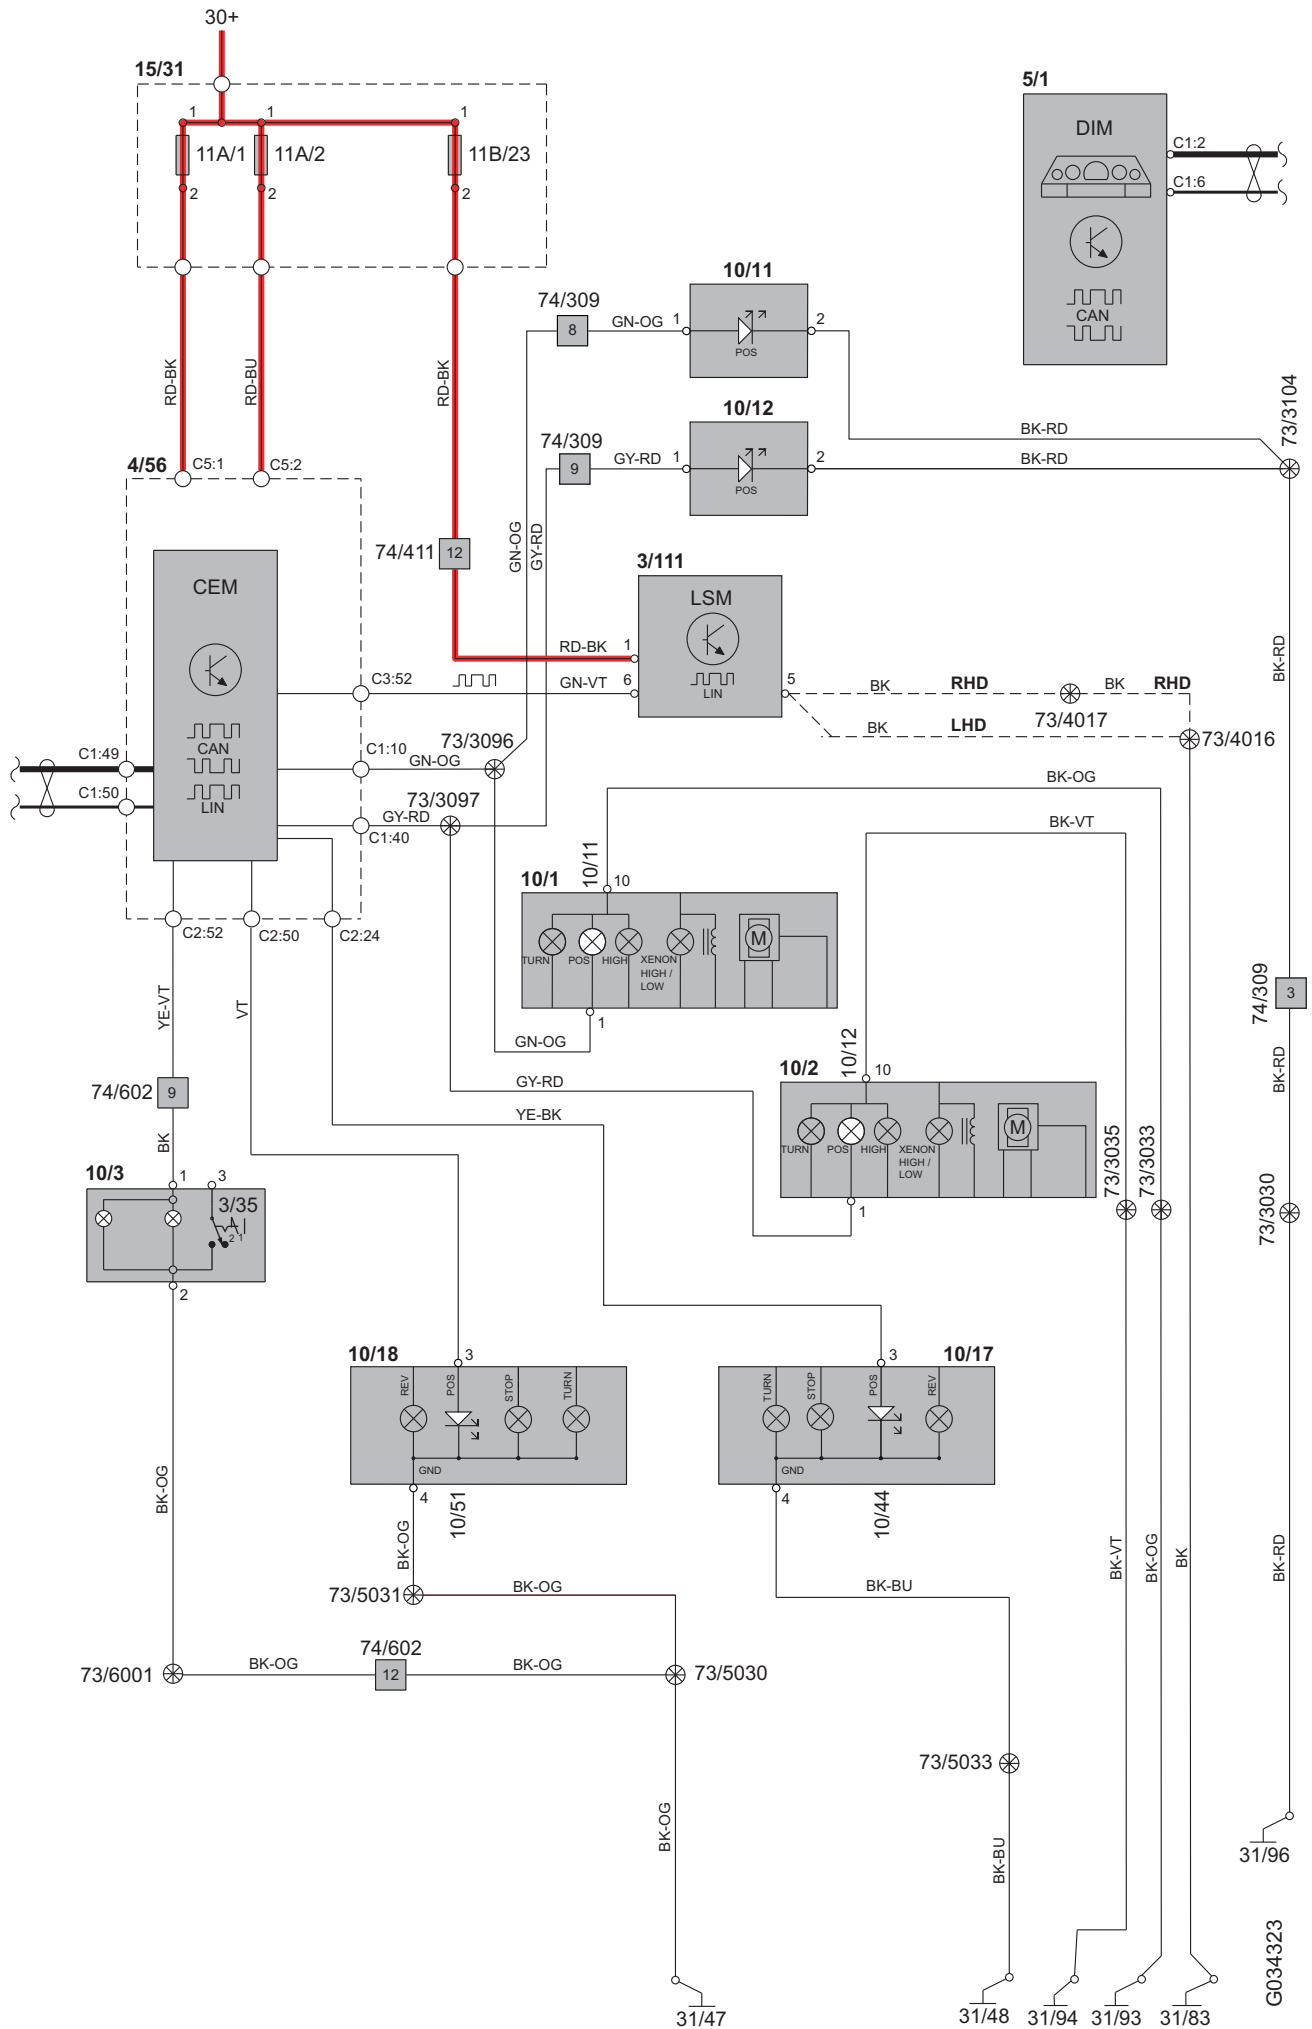 30+
15/31
5/1
1
1
1
11A/1
11A/2
11B/23
2
2
2
DIM
C1:2
C1:6
CAN
10/11
74/309
8
GN-OG
1
2
POS
RD-BK
RD-BU
RD-BK
10/12
74/309
9
GY-RD
1
2
POS
BK-RD
BK-RD
73/3104
4/56
C5:1
C5:2
GN-OG
GY-RD
74/411
12
3/111
CEM
LSM
RD-BK
1
LIN
BK-RD
C3:52
GN-VT
6
5
BK
RHD
BK
RHD
73/4017
BK
LHD
73/4016
CAN
LIN
C1:49
C1:50
C1:10
GN-OG
73/3096
73/3097
GY-RD
C1:40
BK-OG
BK-VT
10/1
10/11
10
TURN
POS
HIGH
XENON
HIGH /
LOW
M
1
GN-OG
C2:52
C2:50
C2:24
YE-VT
VT
74/309
3
10/2
10/12
10
TURN
POS
HIGH
XENON
HIGH /
LOW
M
1
GY-RD
YE-BK
BK-RD
74/602
9
BK
73/3035
73/3033
73/3030
10/3
1
3
3/35
2
1
2
10/18
3
REV
POS
STOP
TURN
GND
4
10/51
3
10/17
TURN
STOP
POS
REV
GND
4
10/44
BK-OG
BK-OG
73/5031
BK-OG
BK-BU
BK-VT
BK-OG
BK
BK-RD
73/6001
BK-OG
74/602
12
BK-OG
73/5030
73/5033
BK-OG
BK-BU
31/96
31/47
31/48
31/94
31/93
31/83
G034323